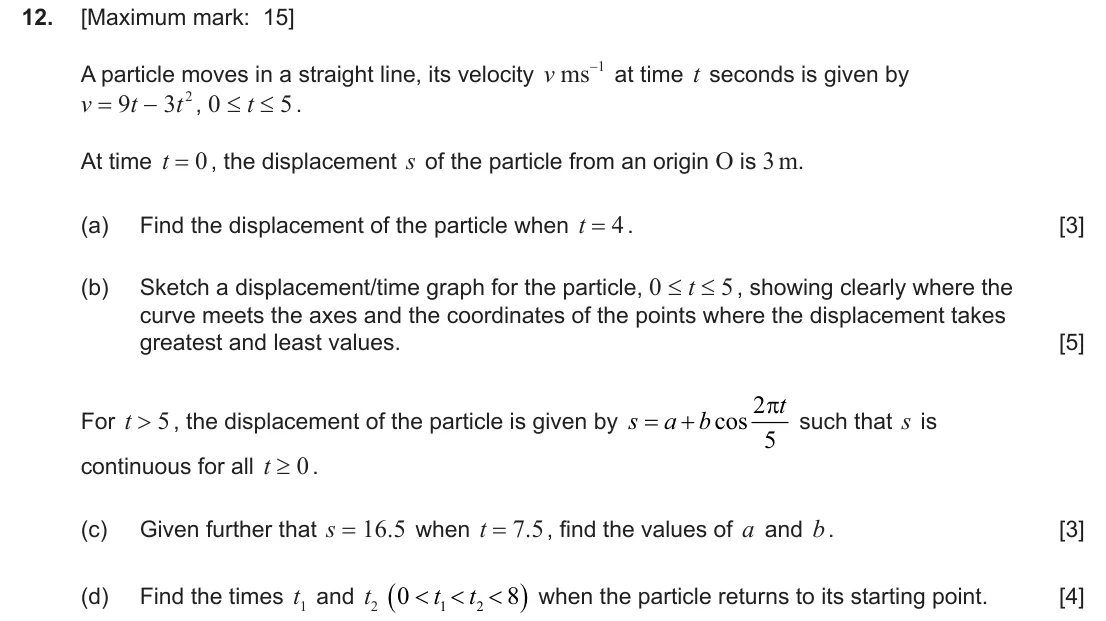 12. [Maximum mark: 15]
A particle moves in a straight line, its velocity v ms⁻¹ at time t seconds is given by
v = 9t − 3t², 0 ≤ t ≤ 5.
At time t = 0, the displacement s of the particle from an origin O is 3 m.
(a) Find the displacement of the particle when t = 4. [3]
(b) Sketch a displacement/time graph for the particle, 0 ≤ t ≤ 5, showing clearly where the
curve meets the axes and the coordinates of the points where the displacement takes
greatest and least values. [5]
For t > 5, the displacement of the particle is given by s = a + b cos 2πt/5 such that s is
continuous for all t ≥ 0.
(c) Given further that s = 16.5 when t = 7.5, find the values of a and b. [3]
(d) Find the times t₁ and t₂ (0 < t₁ < t₂ < 8) when the particle returns to its starting point. [4]